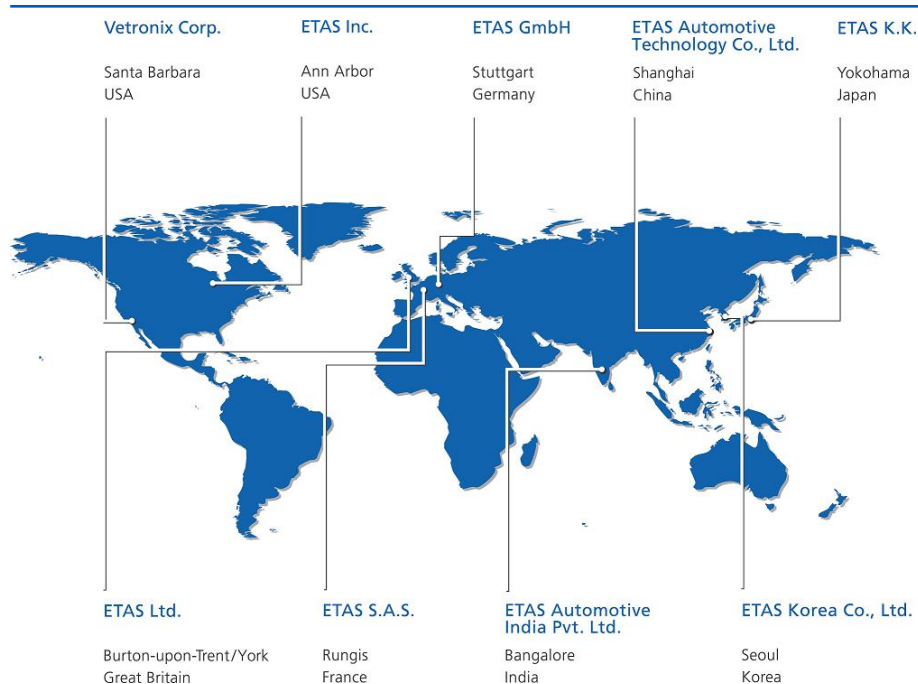 Vetronix Corp.
Santa Barbara
USA
ETAS Inc.
Ann Arbor
USA
ETAS GmbH
Stuttgart
Germany
ETAS Automotive
Technology Co., Ltd.
Shanghai
China
ETAS K.K.
Yokohama
Japan
ETAS Ltd.
Burton-upon-Trent/York
Great Britain
ETAS S.A.S.
Rungis
France
ETAS Automotive
India Pvt. Ltd.
Bangalore
India
ETAS Korea Co., Ltd.
Seoul
Korea